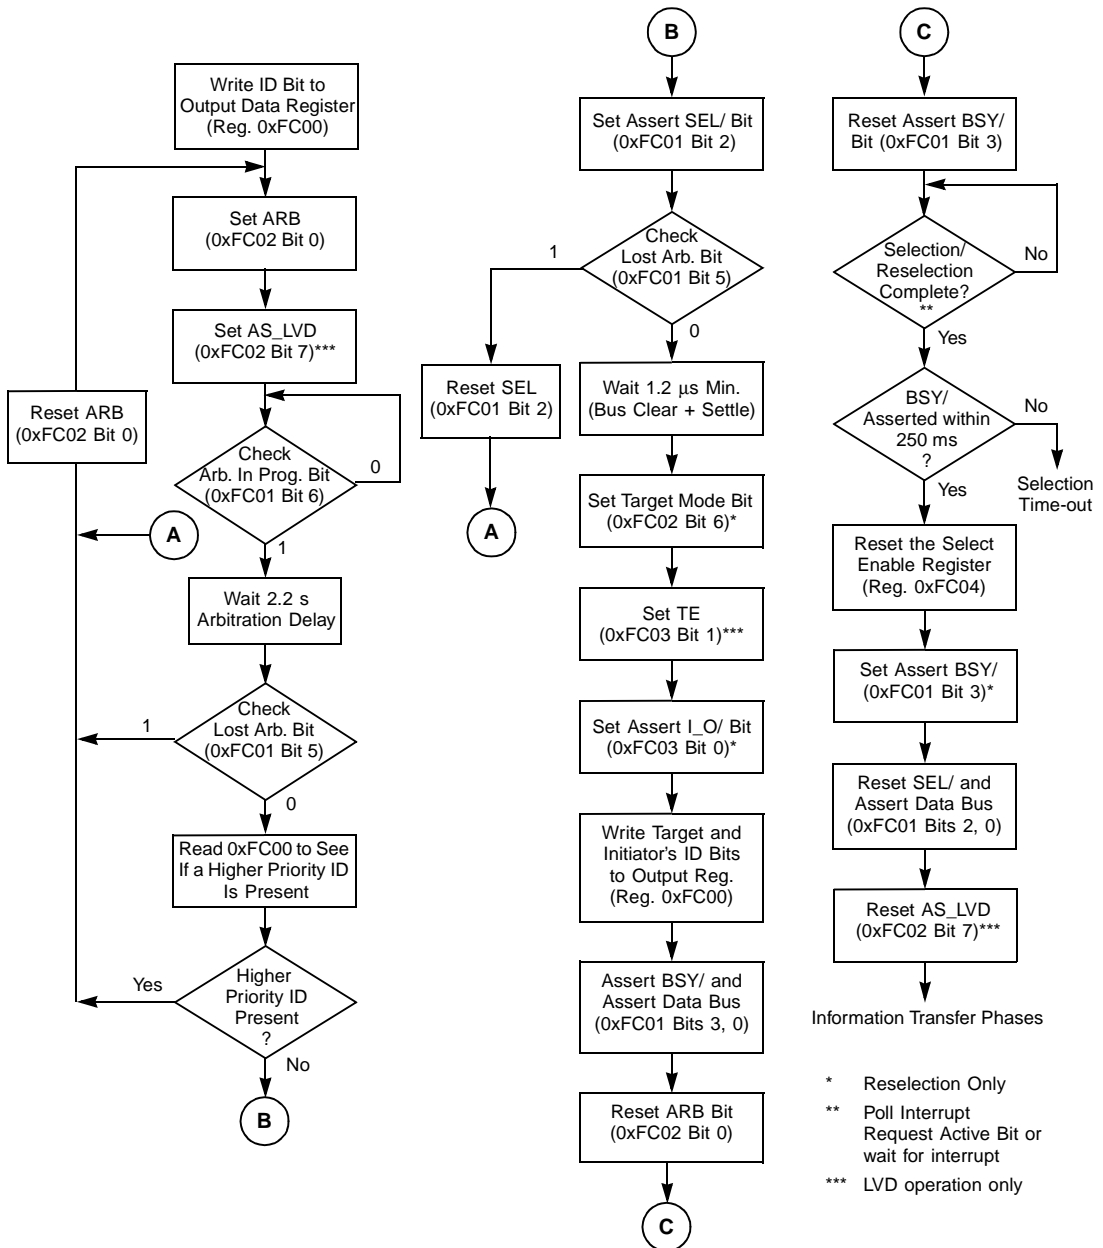 Write ID Bit to
Output Data Register
(Reg. 0xFC00)
Set ARB
(0xFC02 Bit 0)
Set AS_LVD
(0xFC02 Bit 7)***
Reset ARB
(0xFC02 Bit 0)
Check
Arb. In Prog. Bit
(0xFC01 Bit 6)
0
1
A
Wait 2.2 s
Arbitration Delay
Check
Lost Arb. Bit
(0xFC01 Bit 5)
1
0
Read 0xFC00 to See
If a Higher Priority ID
Is Present
Higher
Priority ID
Present
?
Yes
No
B
B
Set Assert SEL/ Bit
(0xFC01 Bit 2)
Check
Lost Arb. Bit
(0xFC01 Bit 5)
1
0
Reset SEL
(0xFC01 Bit 2)
A
Wait 1.2 µs Min.
(Bus Clear + Settle)
Set Target Mode Bit
(0xFC02 Bit 6)*
Set TE
(0xFC03 Bit 1)***
Set Assert I_O/ Bit
(0xFC03 Bit 0)*
Write Target and
Initiator's ID Bits
to Output Reg.
(Reg. 0xFC00)
Assert BSY/ and
Assert Data Bus
(0xFC01 Bits 3, 0)
Reset ARB Bit
(0xFC02 Bit 0)
C
C
Reset Assert BSY/
Bit (0xFC01 Bit 3)
Selection/
Reselection
Complete?
**
No
Yes
BSY/
Asserted within
250 ms
?
No
Selection
Time-out
Yes
Reset the Select
Enable Register
(Reg. 0xFC04)
Set Assert BSY/
(0xFC01 Bit 3)*
Reset SEL/ and
Assert Data Bus
(0xFC01 Bits 2, 0)
Reset AS_LVD
(0xFC02 Bit 7)***
Information Transfer Phases
* Reselection Only
** Poll Interrupt
Request Active Bit or
wait for interrupt
*** LVD operation only